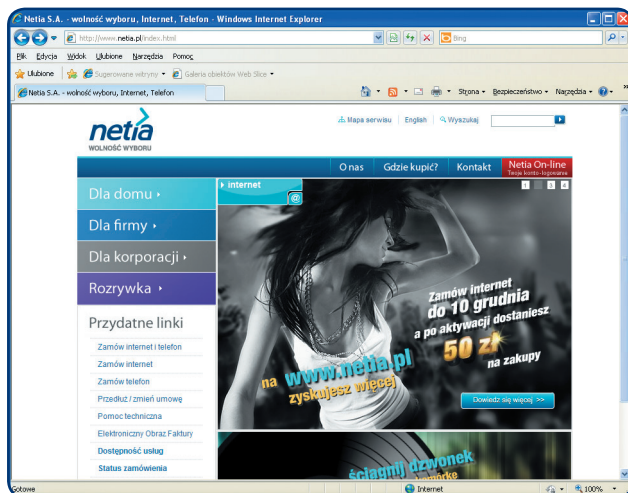 Netia S.A. - wolność wyboru, Internet, Telefon - Windows Internet Explorer
http://www.netia.pl/index.html
Bing
Plik Edycja Widok Ulubione Narzędzia Pomoc
Ulubione Sugerowane witryny Galeria obiektów Web Slice
Netia S.A. - wolność wyboru, Internet, Telefon
Strona Bezpieczeństwo Narzędzia
netia
WOLNOŚĆ WYBORU
Mapa serwisu English Wyszukaj
O nas Gdzie kupić? Kontakt Netia On-line
Twoje konto-logowanie
Dla domu
Dla firmy
Dla korporacji
Rozrywka
Przydatne linki
Zamów internet i telefon
Zamów internet
Zamów telefon
Przedłuż / zmień umowę
Pomoc techniczna
Elektroniczny Obraz Faktury
Dostępność usług
Status zamówienia
internet
@
1 3 4
Zamów internet
do 10 grudnia
a po aktywacji dostaniesz
50 zł
na zakupy
na www.netia.pl
zyskujesz więcej
Dowiedz się więcej >>
ściągnij dzwonek
Gotowe
Internet
100%